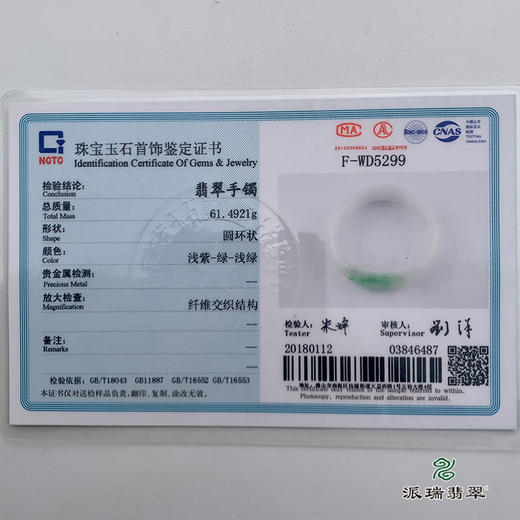 NGTC
珠宝玉石首饰鉴定证书
Identification Certificate Of Gems & Jewelry
检验结论:
Conclusion
翡翠手镯
总质量:
Total Mass
61.4921g
形状:
Shape
圆环状
颜色:
Color
浅紫-绿-浅绿
贵金属检测:
Precious Metal
—
放大检查:
Magnification
纤维交织结构
—
备注:
Remarks
—
—
检验依据: GB/T18043 GB11887 GB/T16552 GB/T16553
本证书仅对送检样品负责,翻印、复制、涂改无效。
MA
CNAS
F-WD5299
检验人:
Tester
审核人:
Supervisor
20180112
03846487
Photocopy, reproduction and alteration are invalid.
派瑞翡翠